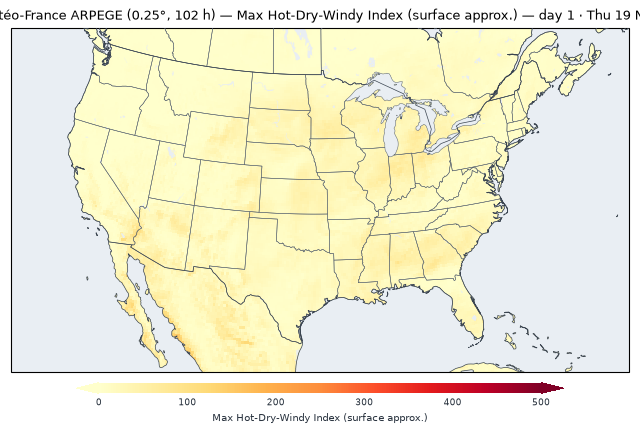 téo-France ARPEGE (0.25°, 102 h) — Max Hot-Dry-Windy Index (surface approx.) — day 1 · Thu 19 N
0 100 200 300 400 500
Max Hot-Dry-Windy Index (surface approx.)